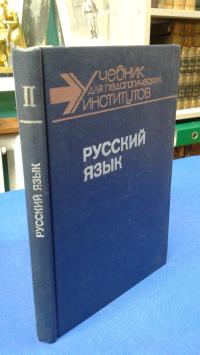 II
РУССКИЙ ЯЗЫК
Учебник
для педагогических
институтов
РУССКИЙ
ЯЗЫК